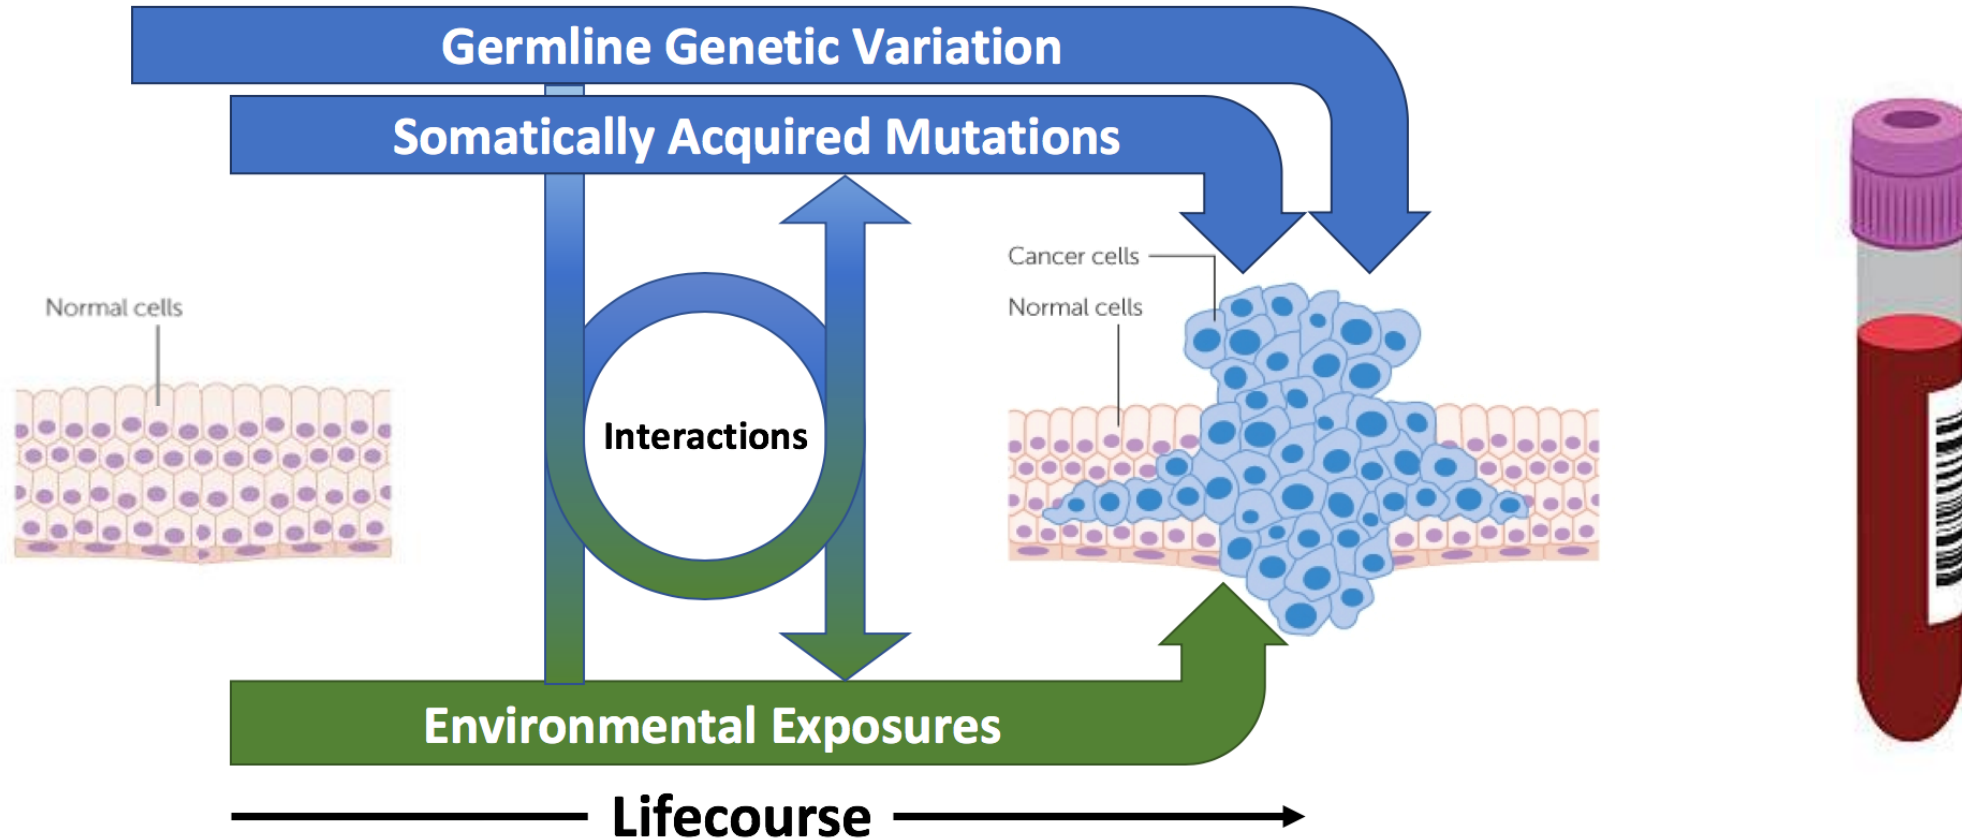 Germline Genetic Variation
Somatically Acquired Mutations
Cancer cells
Normal cells
Normal cells
Interactions
Environmental Exposures
Lifecourse